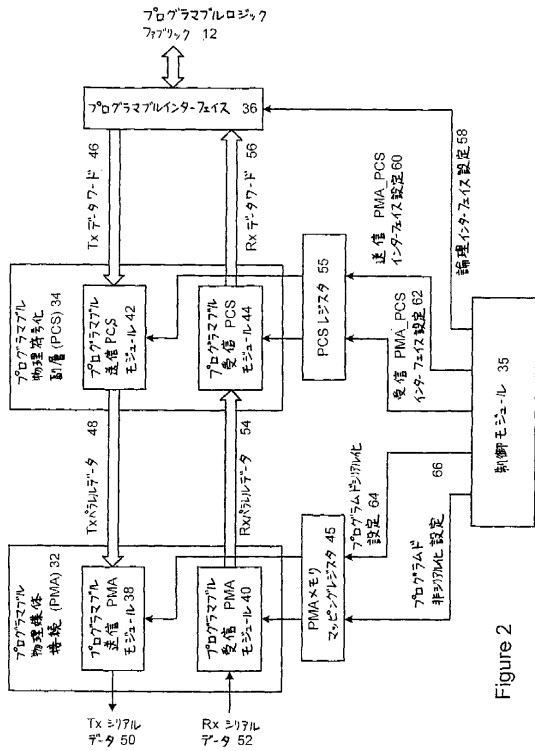 プログラマブルロジック
ファブリック 12
プログラマブルインターフェイス 36
Tx データワード 46
Rx データワード 56
論理インターフェイス設定 58
プログラマブル
物理符号化
副層(PCS) 34
プログラマブル
送信 PCS
モジュール 42
プログラマブル
受信 PCS
モジュール 44
PCSレジスタ 55
送信 PMA_PCS
インターフェイス設定 60
受信 PMA_PCS
インターフェイス設定 62
Txパラレルデータ 48
Rxパラレルデータ 54
プログラマブル
物理媒体
接続 (PMA) 32
プログラマブル
送信 PMA
モジュール 38
プログラマブル
受信 PMA
モジュール 40
PMAメモリ
マッピングレジスタ 45
プログラムドシリアル化
設定 64
プログラムド
非シリアル化 設定
66
制御モジュール 35
Tx シリアル
データ 50
Rx シリアル
データ 52
Figure 2